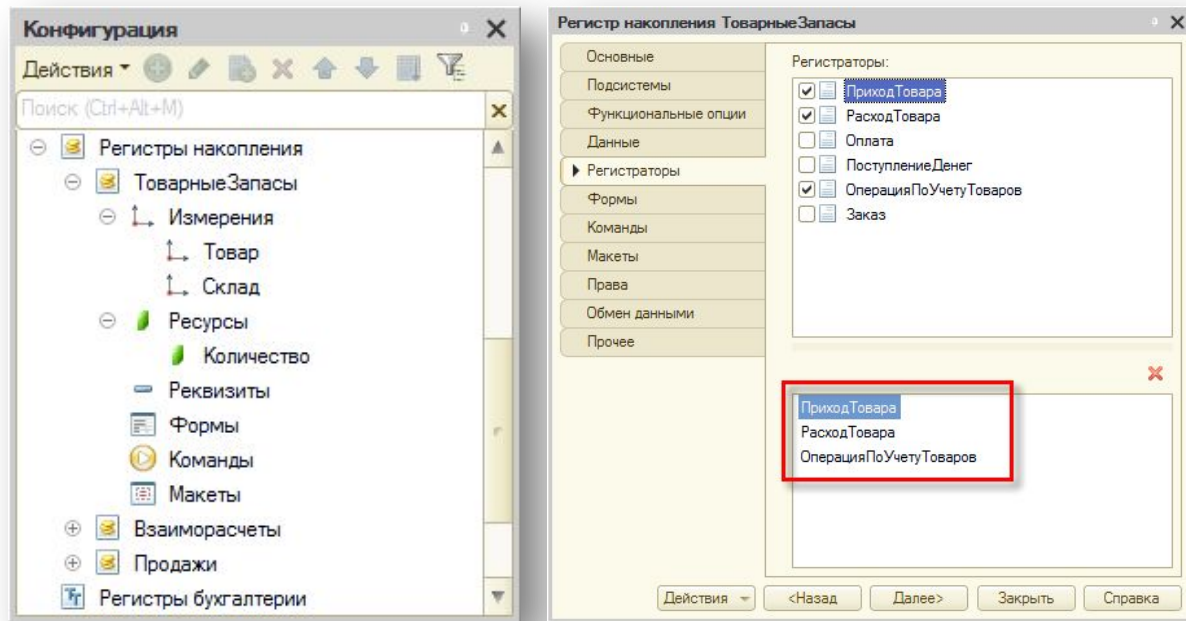 Конфигурация
Действия
Поиск (Ctrl+Alt+M)
Регистры накопления
ТоварныеЗапасы
Измерения
Товар
Склад
Ресурсы
Количество
Реквизиты
Формы
Команды
Макеты
Взаиморасчеты
Продажи
Регистры бухгалтерии
Регистр накопления ТоварныеЗапасы
Основные
Подсистемы
Функциональные опции
Данные
Регистраторы
Формы
Команды
Макеты
Права
Обмен данными
Прочее
Регистраторы:
ПриходТовара
РасходТовара
Оплата
ПоступлениеДенег
ОперацияПоУчетуТоваров
Заказ
ПриходТовара
РасходТовара
ОперацияПоУчетуТоваров
Действия <Назад Далее> Закрыть Справка